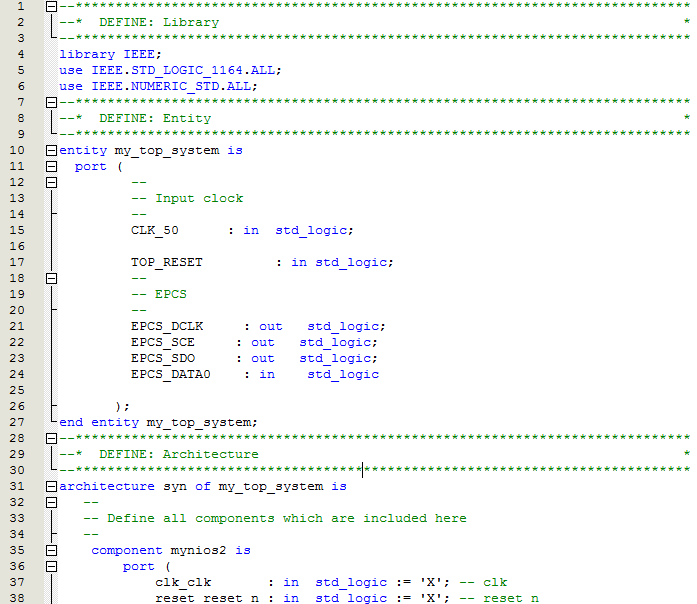 1 --******************************************************************************
2 --* DEFINE: Library *
3 --******************************************************************************
4 library IEEE;
5 use IEEE.STD_LOGIC_1164.ALL;
6 use IEEE.NUMERIC_STD.ALL;
7 --******************************************************************************
8 --* DEFINE: Entity *
9 --******************************************************************************
10 entity my_top_system is
11 port (
12 --
13 -- Input clock
14 --
15 CLK_50 : in std_logic;
16
17 TOP_RESET : in std_logic;
18 --
19 -- EPCS
20 --
21 EPCS_DCLK : out std_logic;
22 EPCS_SCE : out std_logic;
23 EPCS_SDO : out std_logic;
24 EPCS_DATA0 : in std_logic
25
26 );
27 end entity my_top_system;
28 --******************************************************************************
29 --* DEFINE: Architecture *
30 --******************************************************************************
31 architecture syn of my_top_system is
32 --
33 -- Define all components which are included here
34 --
35 component mynios2 is
36 port (
37 clk_clk : in std_logic := 'X'; -- clk
38 reset_reset_n : in std_logic := 'X'; -- reset_n